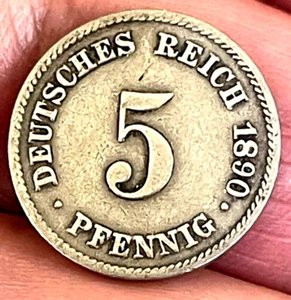 DEUTSCHES REICH 1890
5
· PFENNIG ·